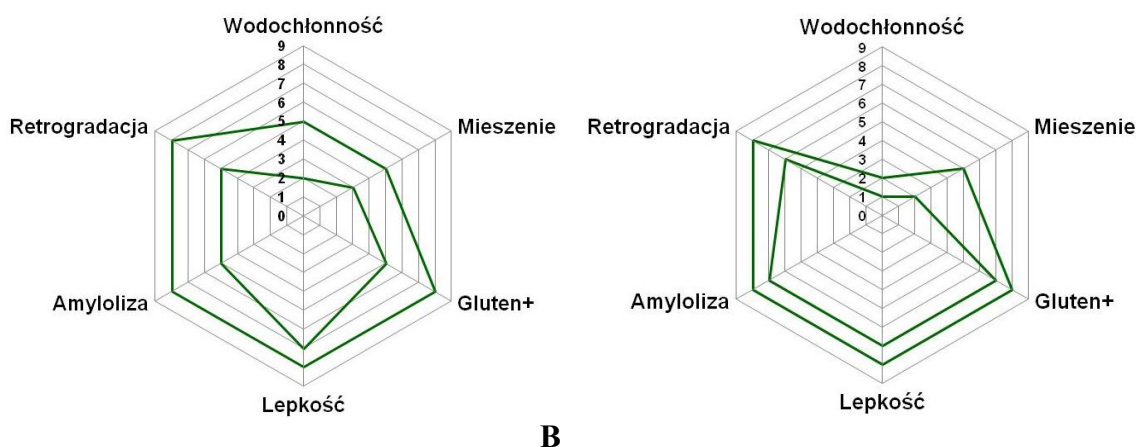 Wodochłonność
9
8
7
6
5
4
3
2
1
0
Retrogradacja
Mieszenie
Amyloliza
Gluten+
Lepkość
Wodochłonność
9
8
7
6
5
4
3
2
1
0
Retrogradacja
Mieszenie
Amyloliza
Gluten+
Lepkość
B